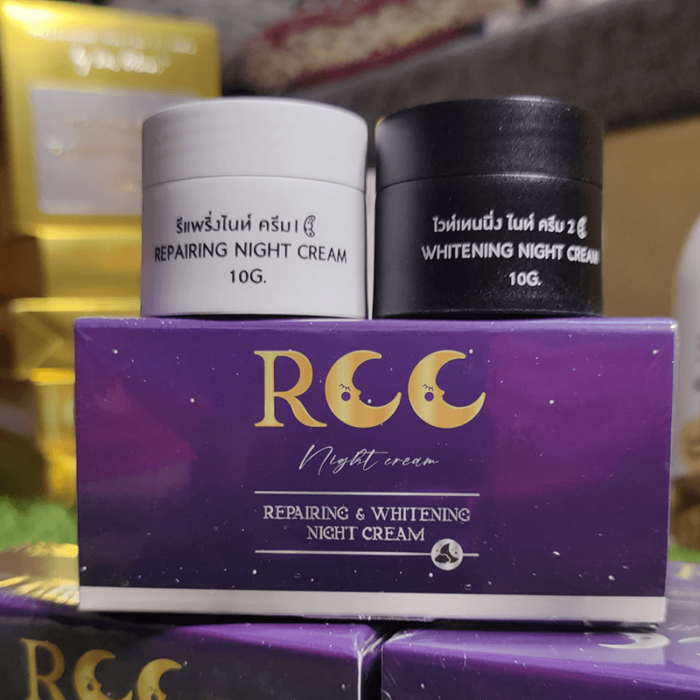 รีแพริ่งไนท์ ครีม1
REPAIRING NIGHT CREAM
10G.
ไวท์เทนนิ่ง ไนท์ ครีม 2
WHITENING NIGHT CREAM
10G.
RCC
Night cream
REPAIRING & WHITENING
NIGHT CREAM
RCC